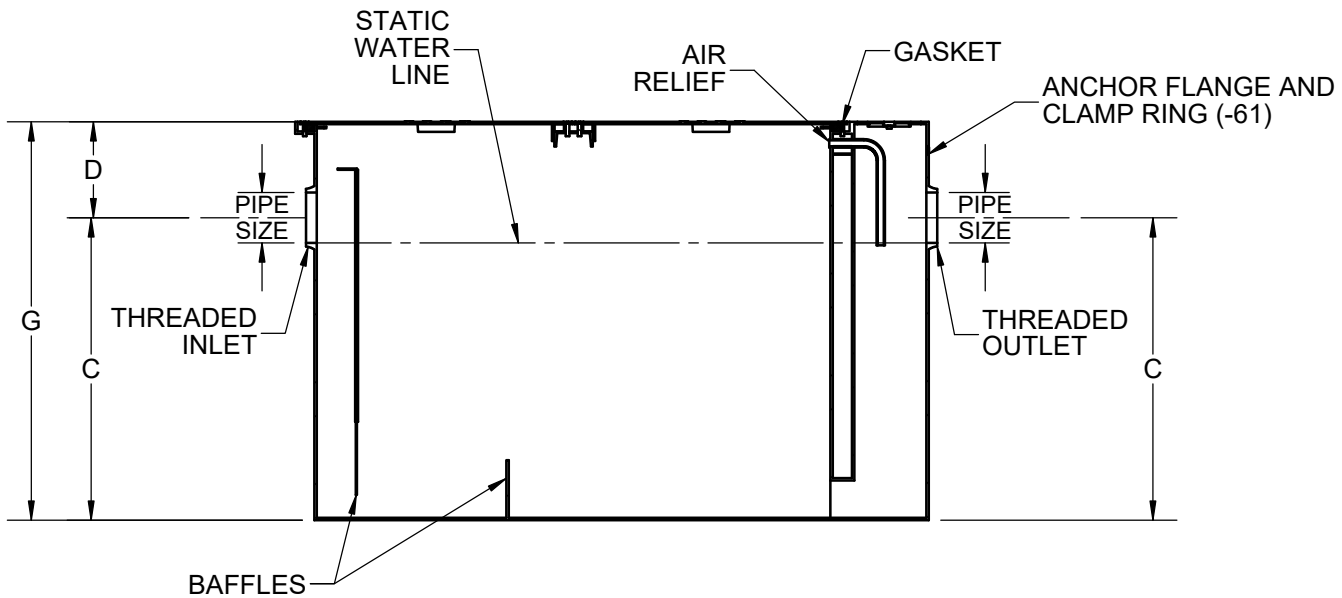 STATIC
WATER
LINE
AIR
RELIEF
GASKET
ANCHOR FLANGE AND
CLAMP RING (-61)
D
PIPE
SIZE
PIPE
SIZE
G
C
THREADED
INLET
THREADED
OUTLET
C
BAFFLES